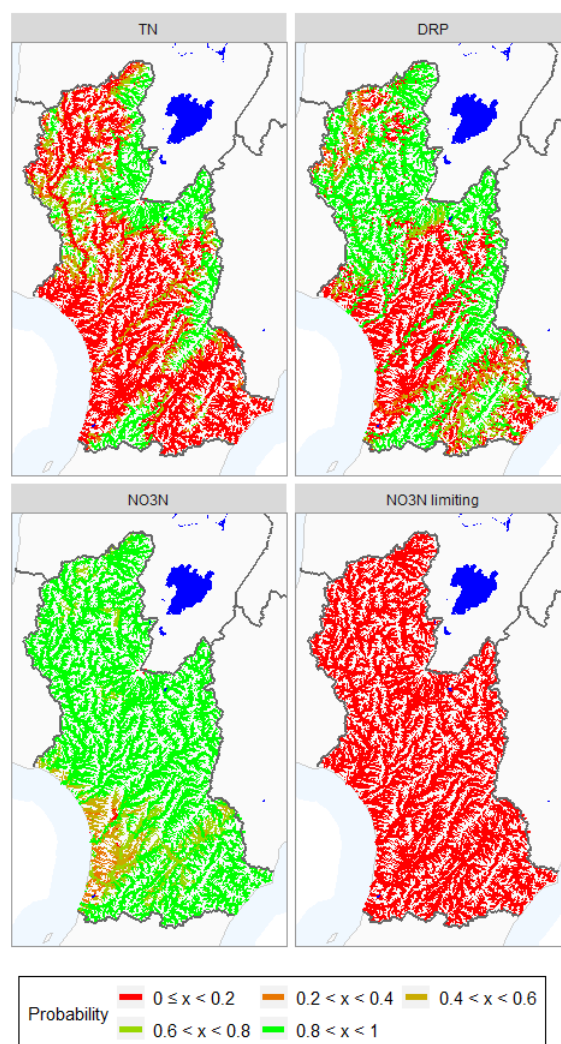 TN
DRP
NO3N
NO3N limiting
Probability
0 ≤ x < 0.2
0.2 < x < 0.4
0.4 < x < 0.6
0.6 < x < 0.8
0.8 < x < 1